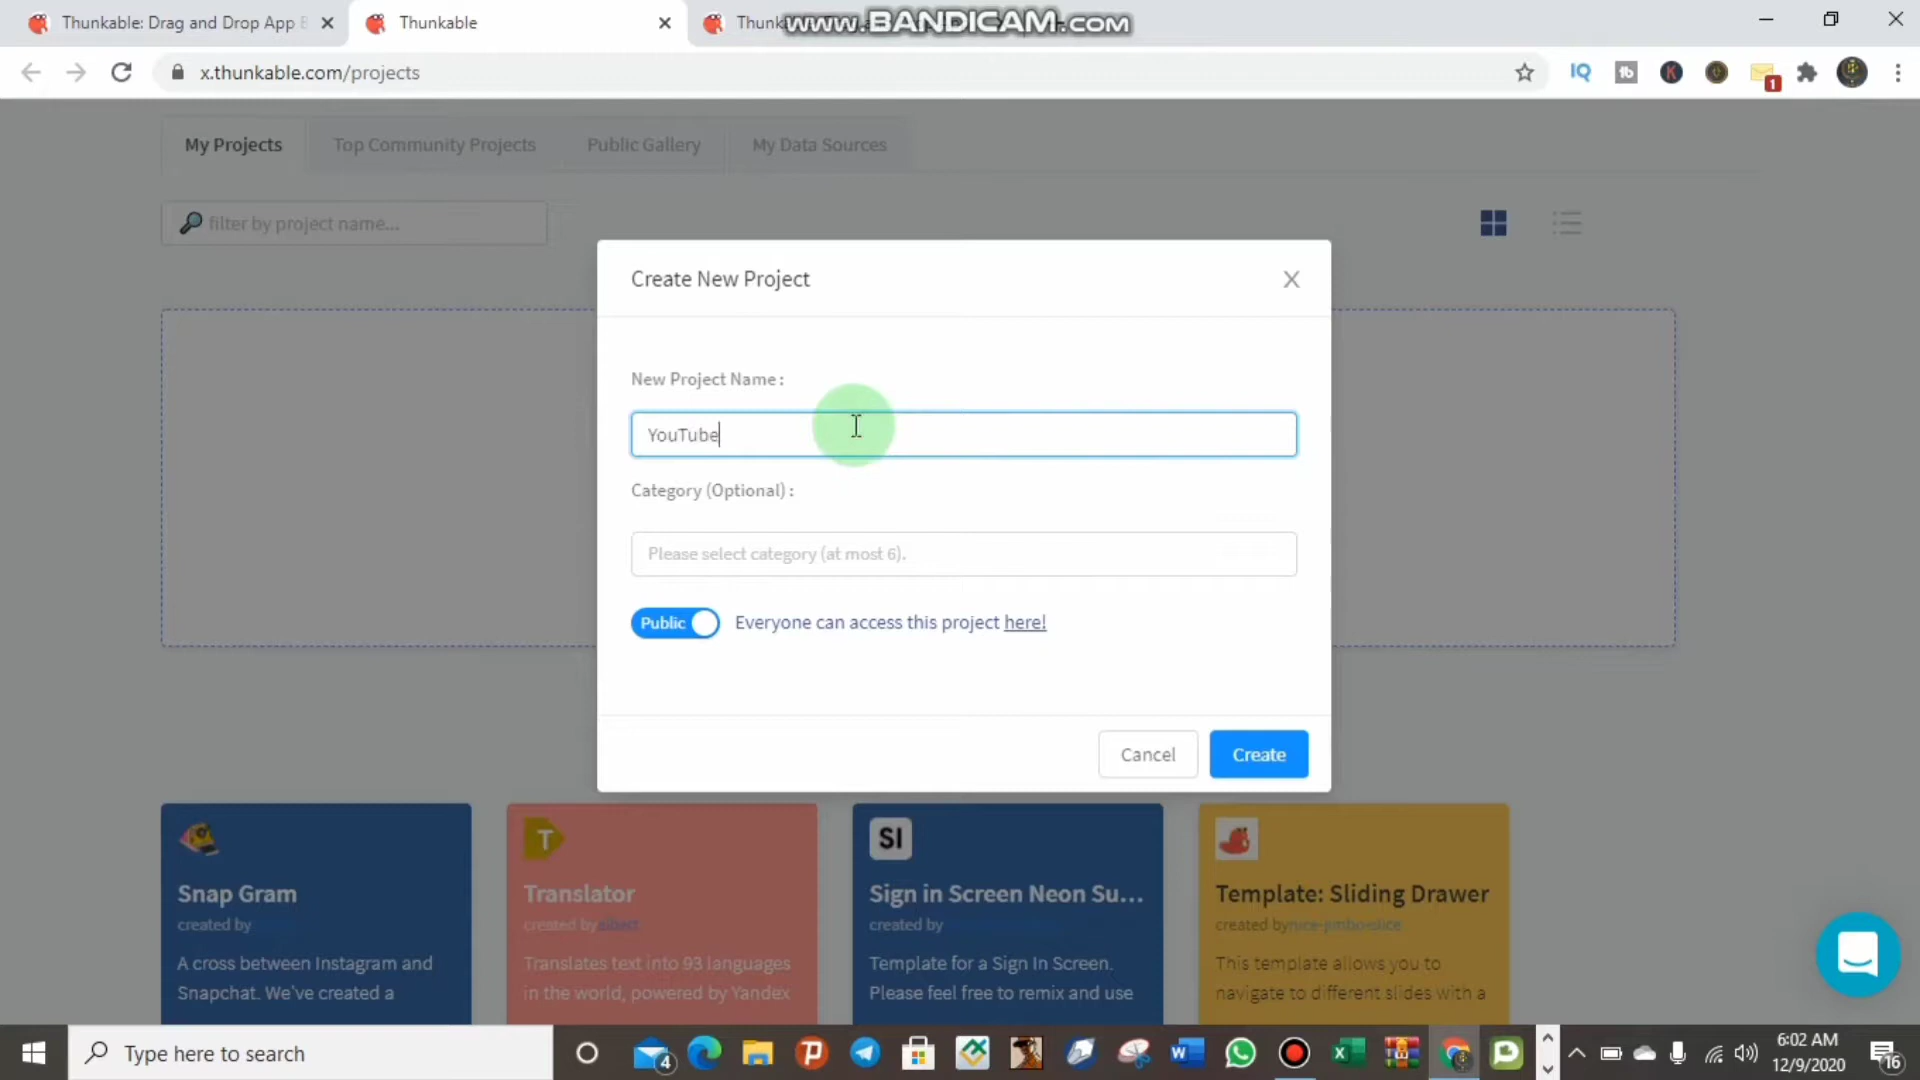 Thunkable: Drag and Drop App B
Thunkable
Thunk
www.BANDICAM.com
x.thunkable.com/projects
1
My Projects
Top Community Projects
Public Gallery
My Data Sources
filter by project name...
Create New Project
New Project Name :
YouTube
Category (Optional) :
Please select category (at most 6).
Public
Everyone can access this project here!
Cancel
Create
T
SI
Snap Gram
Translator
Sign in Screen Neon Su...
Template: Sliding Drawer
created by
created by albert
created by
created by nice-jimboslice
A cross between Instagram and
Translates text into 93 languages
Template for a Sign In Screen.
This template allows you to
Snapchat. We've created a
in the world, powered by Yandex
Please feel free to remix and use
navigate to different slides with a
Type here to search
4
6:02 AM
12/9/2020
16